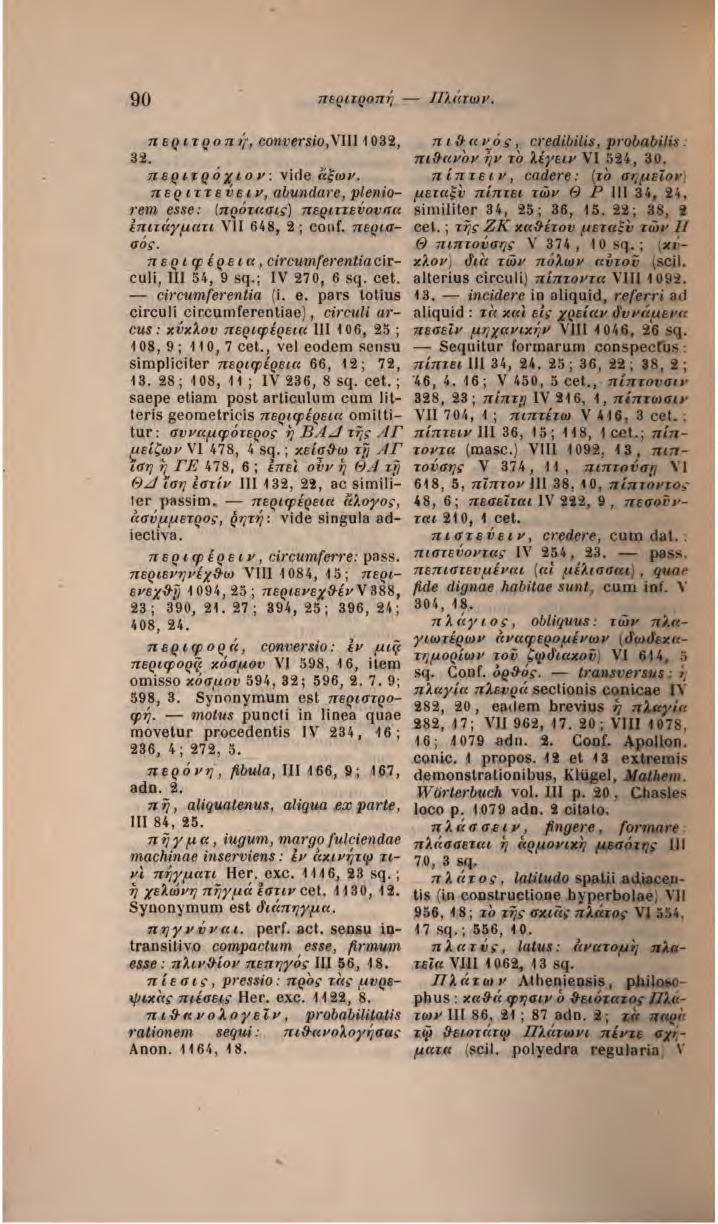 90
περιτροπή — Πλάτων.
περιτροπή, conversio, VIII 1032,
32.
περιτρόχιον: vide ἄξων.
περιττεύειν, abundare, plenio-
rem esse: (πρότασις) περιττεύουσα
ἐπιτάγματι VII 648, 2; conf. περισ-
σός.
περιφέρεια, circumferentia cir-
culi, III 54, 9 sq.; IV 270, 6 sq. cet.
— circumferentia (i. e. pars totius
circuli circumferentiae), circuli ar-
cus: κύκλου περιφέρεια III 106, 25;
108, 9; 110, 7 cet., vel eodem sensu
simpliciter περιφέρεια 66, 12; 72,
13. 28; 108, 11; IV 236, 8 sq. cet.;
saepe etiam post articulum cum lit-
teris geometricis περιφέρεια omitti-
tur: συναμφότερος ἡ ΒΑΔ τῆς ΑΓ
μείζων VI 478, 4 sq.; κείσθω τῇ ΑΓ
ἴση ἡ ΓΕ 478, 6; ἐπεὶ οὖν ἡ ΘΑ τῇ
ΘΔ ἴση ἐστίν III 132, 22, ac simili-
ter passim. — περιφέρεια ἄλογος,
ἀσύμμετρος, ῥητή: vide singula ad-
iectiva.
περιφέρειν, circumferre: pass.
περιενηνέχθω VIII 1084, 15; περι-
ενεχθῇ 1094, 25; περιενεχθέν V 388,
23; 390, 21. 27; 394, 25; 396, 24;
408, 24.
περιφορά, conversio: ἐν μιᾷ
περιφορᾷ κόσμου VI 598, 16, item
omisso κόσμου 594, 32; 596, 2. 7. 9;
598, 3. Synonymum est περιστρο-
φή. — motus puncti in linea quae
movetur procedentis IV 234, 16;
236, 4; 272, 5.
περόνη, fibula, III 166, 9; 167,
adn. 2.
πῆ, aliquatenus, aliqua ex parte,
III 84, 25.
πῆγμα, iugum, margo fulciendae
machinae inserviens: ἐν ἀκινήτῳ τι-
νὶ πήγματι Her. exc. 1116, 23 sq.;
ἡ χελώνη πῆγμά ἐστιν cet. 1130, 12.
Synonymum est διάπηγμα.
πηγνύναι. perf. act. sensu in-
transitivo compactum esse, firmum
esse: πλινθίον πεπηγός III 56, 18.
πίεσις, pressio: πρὸς τὰς μυρε-
ψικὰς πιέσεις Her. exc. 1122, 8.
πιθανολογεῖν, probabilitatis
rationem sequi: πιθανολογήσας
Anon. 1164, 18.
πιθανός, credibilis, probabilis:
πιθανὸν ἦν τὸ λέγειν VI 524, 30.
πίπτειν, cadere: (τὸ σημεῖον)
μεταξὺ πίπτει τῶν Θ Ρ III 34, 24,
similiter 34, 25; 36, 15. 22; 38, 2
cet.; τῆς ΖΚ καθέτου μεταξὺ τῶν Π
Θ πιπτούσης V 374, 10 sq.; (κύ-
κλον) διὰ τῶν πόλων αὐτοῦ (scil.
alterius circuli) πίπτοντα VIII 1092.
13. — incidere in aliquid, referri ad
aliquid: τὰ καὶ εἰς χρείαν δυνάμενα
πεσεῖν μηχανικήν VIII 1046, 26 sq.
— Sequitur formarum conspectus:
πίπτει III 34, 24. 25; 36, 22; 38, 2;
46, 4. 16; V 450, 5 cet., πίπτουσιν
328, 23; πίπτῃ IV 216, 1, πίπτωσιν
VII 704, 1; πιπτέτω V 416, 3 cet.;
πίπτειν III 36, 15; 118, 1 cet.; πίπ-
τοντα (masc.) VIII 1092, 13, πιπ-
τούσης V 374, 11, πιπτούσῃ VI
618, 5, πῖπτον III 38, 10, πίπτοντος
48, 6; πεσεῖται IV 222, 9, πεσοῦν-
ται 210, 1 cet.
πιστεύειν, credere, cum dat.:
πιστεύοντας IV 254, 23. — pass.
πεπιστευμέναι (αἱ μέλισσαι), quae
fide dignae habitae sunt, cum inf. V
304, 18.
πλάγιος, obliquus: τῶν πλα-
γιωτέρων ἀναφερομένων (δωδεκα-
τημορίων τοῦ ζῳδιακοῦ) VI 614, 5
sq. Conf. ὀρθός. — transversus: ἡ
πλαγία πλευρά sectionis conicae IV
282, 20, eadem brevius ἡ πλαγία
282, 17; VII 962, 17. 20; VIII 1078,
16; 1079 adn. 2. Conf. Apollon.
conic. 1 propos. 12 et 13 extremis
demonstrationibus, Klügel, Mathem.
Wörterbuch vol. III p. 20, Chasles
loco p. 1079 adn. 2 citato.
πλάσσειν, fingere, formare:
πλάσσεται ἡ ἁρμονικὴ μεσότης III
70, 3 sq.
πλάτος, latitudo spatii adiacen-
tis (in constructione hyperbolae) VII
956, 18; τὸ τῆς σκιᾶς πλάτος VI 554,
17 sq.; 556, 10.
πλατύς, latus: ἀνατομὴ πλα-
τεῖα VIII 1062, 13 sq.
Πλάτων Atheniensis, philoso-
phus: καθά φησιν ὁ θειότατος Πλά-
των III 86, 21; 87 adn. 2; τὰ παρὰ
τῷ θειοτάτῳ Πλάτωνι πέντε σχή-
ματα (scil. polyedra regularia) V